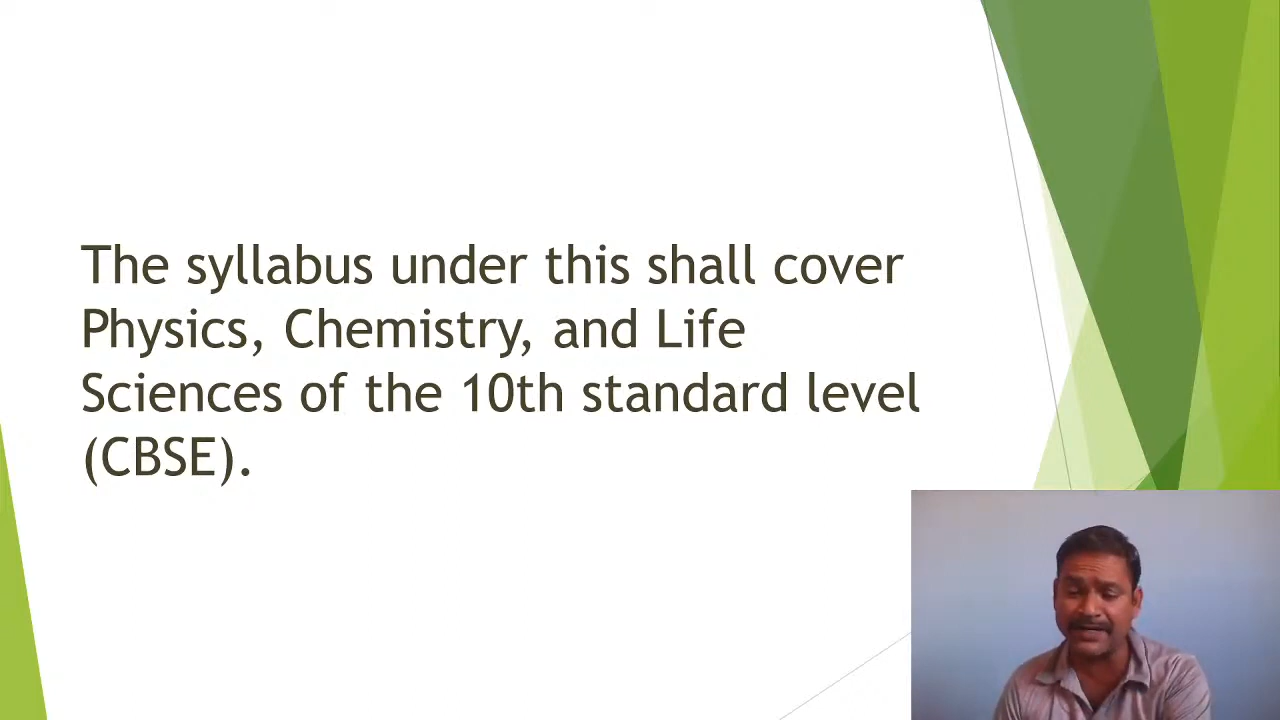 The syllabus under this shall cover
Physics, Chemistry, and Life
Sciences of the 10th standard level
(CBSE).